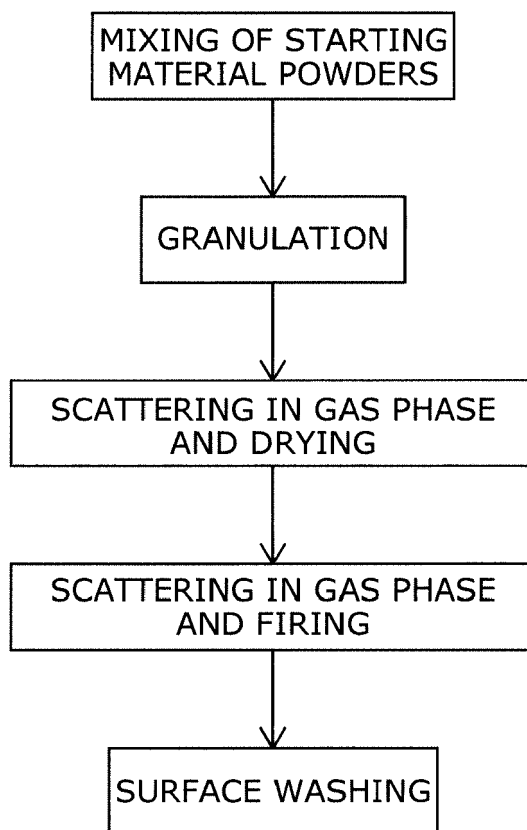 MIXING OF STARTING
MATERIAL POWDERS
GRANULATION
SCATTERING IN GAS PHASE
AND DRYING
SCATTERING IN GAS PHASE
AND FIRING
SURFACE WASHING